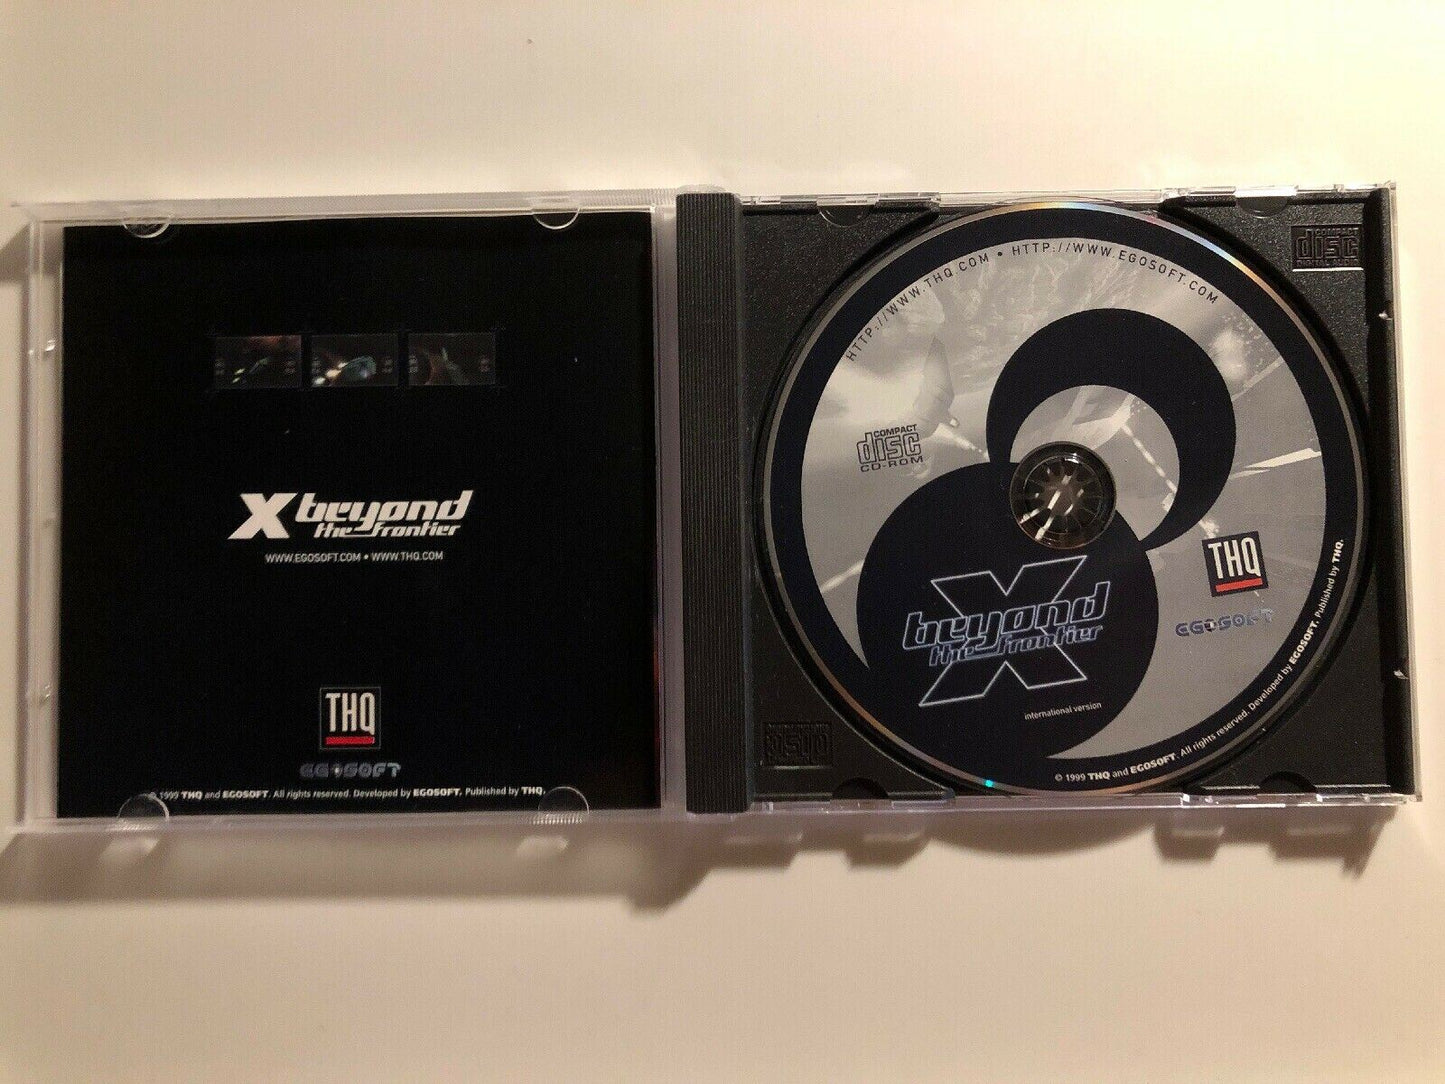 X beyond
the frontier
WWW.EGOSOFT.COM • WWW.THQ.COM
THQ
EGOSOFT
© 1999 THQ and EGOSOFT. All rights reserved. Developed by EGOSOFT. Published by THQ.
HTTP://WWW.THQ.COM • HTTP://WWW.EGOSOFT.COM
COMPACT
disc
DIGITAL AUDIO
COMPACT
disc
CD-ROM
THQ
EGOSOFT
X
beyond
the frontier
international version
© 1999 THQ and EGOSOFT. All rights reserved. Developed by EGOSOFT. Published by THQ.